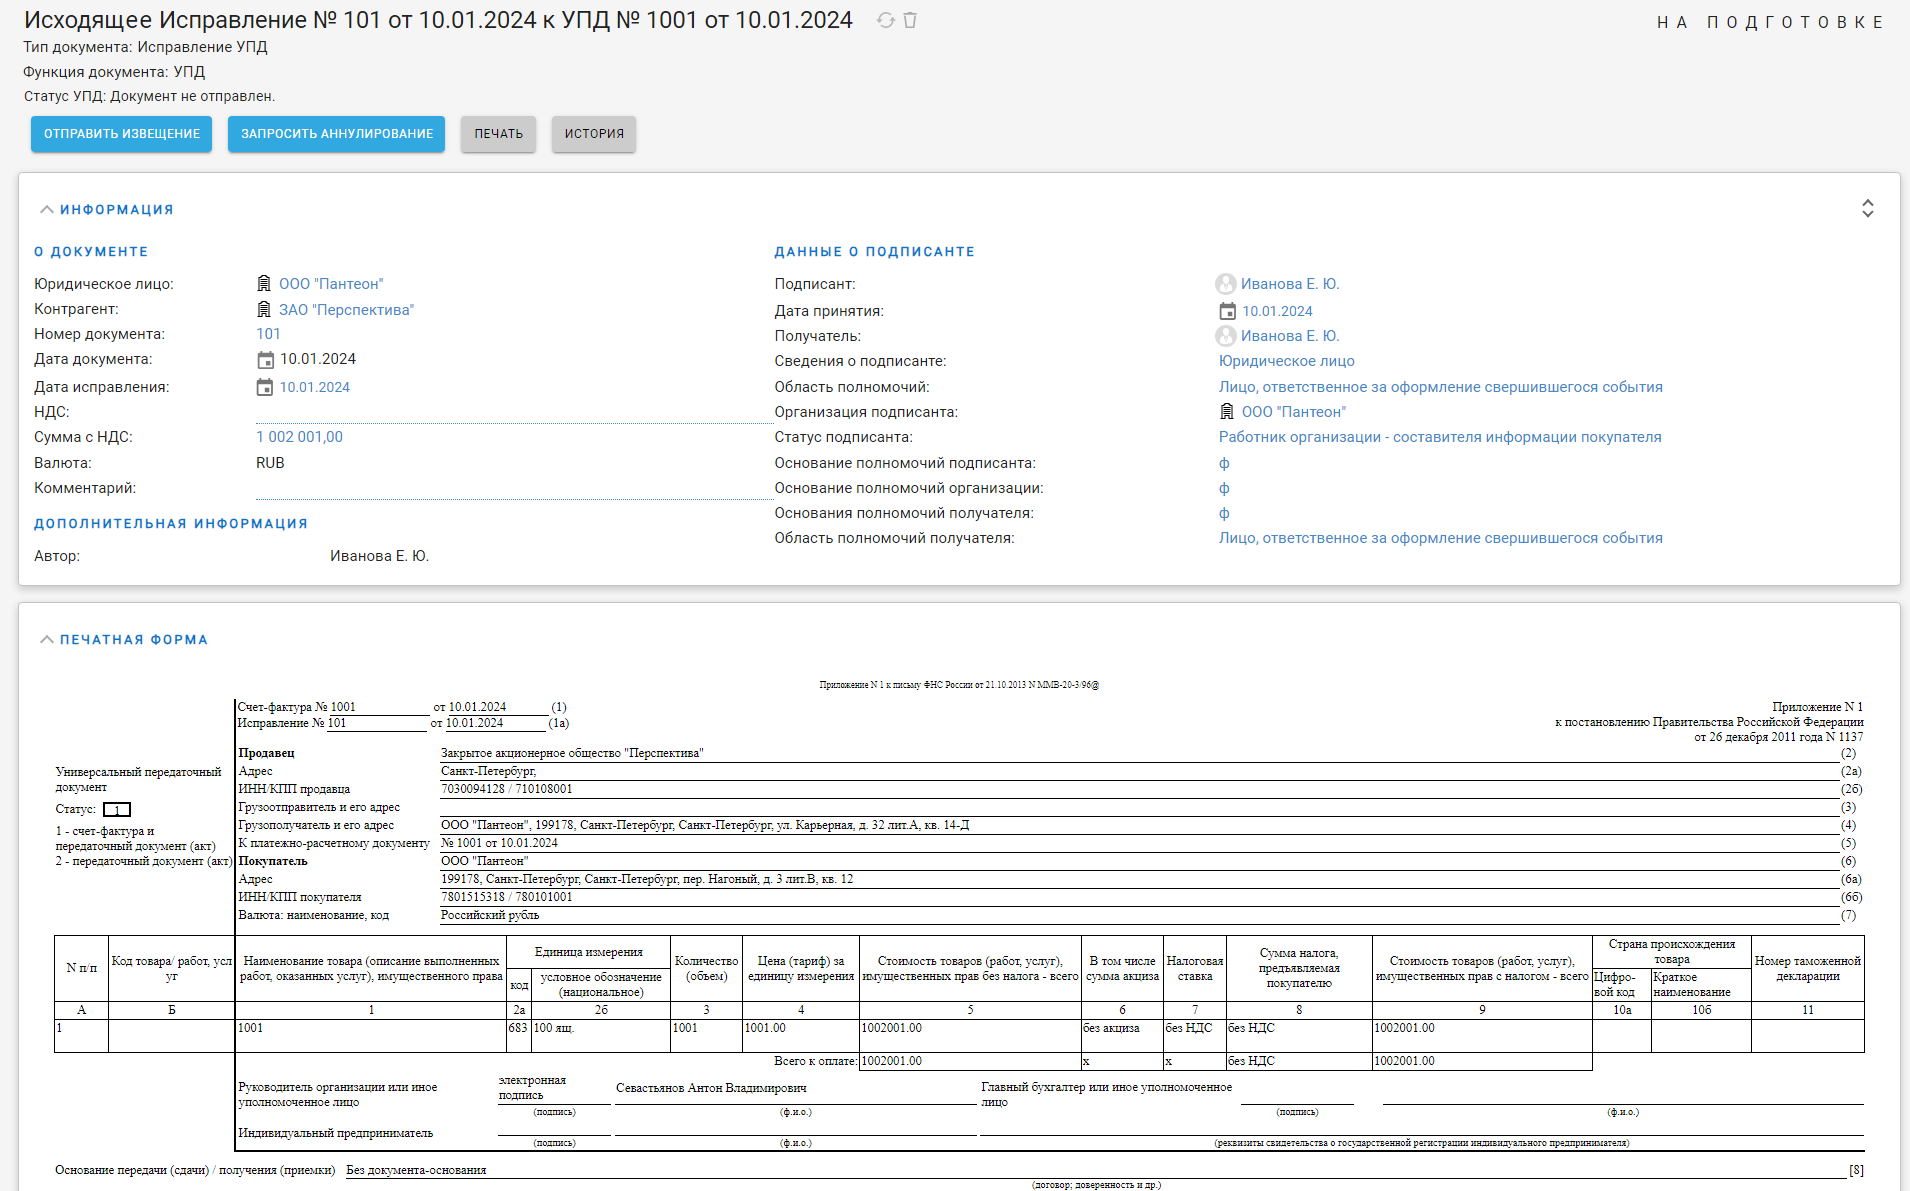 Исходящее Исправление № 101 от 10.01.2024 к УПД № 1001 от 10.01.2024
НА ПОДГОТОВКЕ
Тип документа: Исправление УПД
Функция документа: УПД
Статус УПД: Документ не отправлен.
ОТПРАВИТЬ ИЗВЕЩЕНИЕ ЗАПРОСИТЬ АННУЛИРОВАНИЕ ПЕЧАТЬ ИСТОРИЯ
ИНФОРМАЦИЯ
О ДОКУМЕНТЕ
Юридическое лицо: ООО "Пантеон"
Контрагент: ЗАО "Перспектива"
Номер документа: 101
Дата документа: 10.01.2024
Дата исправления: 10.01.2024
НДС:
Сумма с НДС: 1 002 001,00
Валюта: RUB
Комментарий:
ДОПОЛНИТЕЛЬНАЯ ИНФОРМАЦИЯ
Автор: Иванова Е. Ю.
ДАННЫЕ О ПОДПИСАНТЕ
Подписант: Иванова Е. Ю.
Дата принятия: 10.01.2024
Получатель: Иванова Е. Ю.
Сведения о подписанте: Юридическое лицо
Область полномочий: Лицо, ответственное за оформление свершившегося события
Организация подписанта: ООО "Пантеон"
Статус подписанта: Работник организации - составителя информации покупателя
Основание полномочий подписанта: ф
Основание полномочий организации: ф
Основания полномочий получателя: ф
Область полномочий получателя: Лицо, ответственное за оформление свершившегося события
ПЕЧАТНАЯ ФОРМА
Приложение N 1 к письму ФНС России от 21.10.2013 N ММВ-20-3/96@
Универсальный передаточный
документ
Статус: 1
1 - счет-фактура и
передаточный документ (акт)
2 - передаточный документ (акт)
Счет-фактура № 1001 от 10.01.2024 (1)
Исправление № 101 от 10.01.2024 (1а)
Приложение N 1
к постановлению Правительства Российской Федерации
от 26 декабря 2011 года N 1137
Продавец Закрытое акционерное общество "Перспектива" (2)
Адрес Санкт-Петербург, (2а)
ИНН/КПП продавца 7030094128 / 710108001 (2б)
Грузоотправитель и его адрес (3)
Грузополучатель и его адрес ООО "Пантеон", 199178, Санкт-Петербург, Санкт-Петербург, ул. Карьерная, д. 32 лит.А, кв. 14-Д (4)
К платежно-расчетному документу № 1001 от 10.01.2024 (5)
Покупатель ООО "Пантеон" (6)
Адрес 199178, Санкт-Петербург, Санкт-Петербург, пер. Нагоный, д. 3 лит.В, кв. 12 (6а)
ИНН/КПП покупателя 7801515318 / 780101001 (6б)
Валюта: наименование, код Российский рубль (7)
N п/п
Код товара/ работ, усл
уг
Наименование товара (описание выполненных
работ, оказанных услуг), имущественного права
Единица измерения
код
условное обозначение
(национальное)
Количество
(объем)
Цена (тариф) за
единицу измерения
Стоимость товаров (работ, услуг),
имущественных прав без налога - всего
В том числе
сумма акциза
Налоговая
ставка
Сумма налога,
предъявляемая
покупателю
Стоимость товаров (работ, услуг),
имущественных прав с налогом - всего
Страна происхождения
товара
Цифро-
вой код
Краткое
наименование
Номер таможенной
декларации
А Б 1 2а 2б 3 4 5 6 7 8 9 10а 10б 11
1 1001 683 100 ящ. 1001 1001.00 1002001.00 без акциза без НДС без НДС 1002001.00
Всего к оплате: 1002001.00 х х без НДС 1002001.00
Руководитель организации или иное
уполномоченное лицо
электронная
подпись
(подпись)
Севастьянов Антон Владимирович
(ф.и.о.)
Главный бухгалтер или иное уполномоченное
лицо
(подпись)
(ф.и.о.)
Индивидуальный предприниматель
(подпись)
(ф.и.о.)
(реквизиты свидетельства о государственной регистрации индивидуального предпринимателя)
Основание передачи (сдачи) / получения (приемки) Без документа-основания [8]
(договор; доверенность и др.)